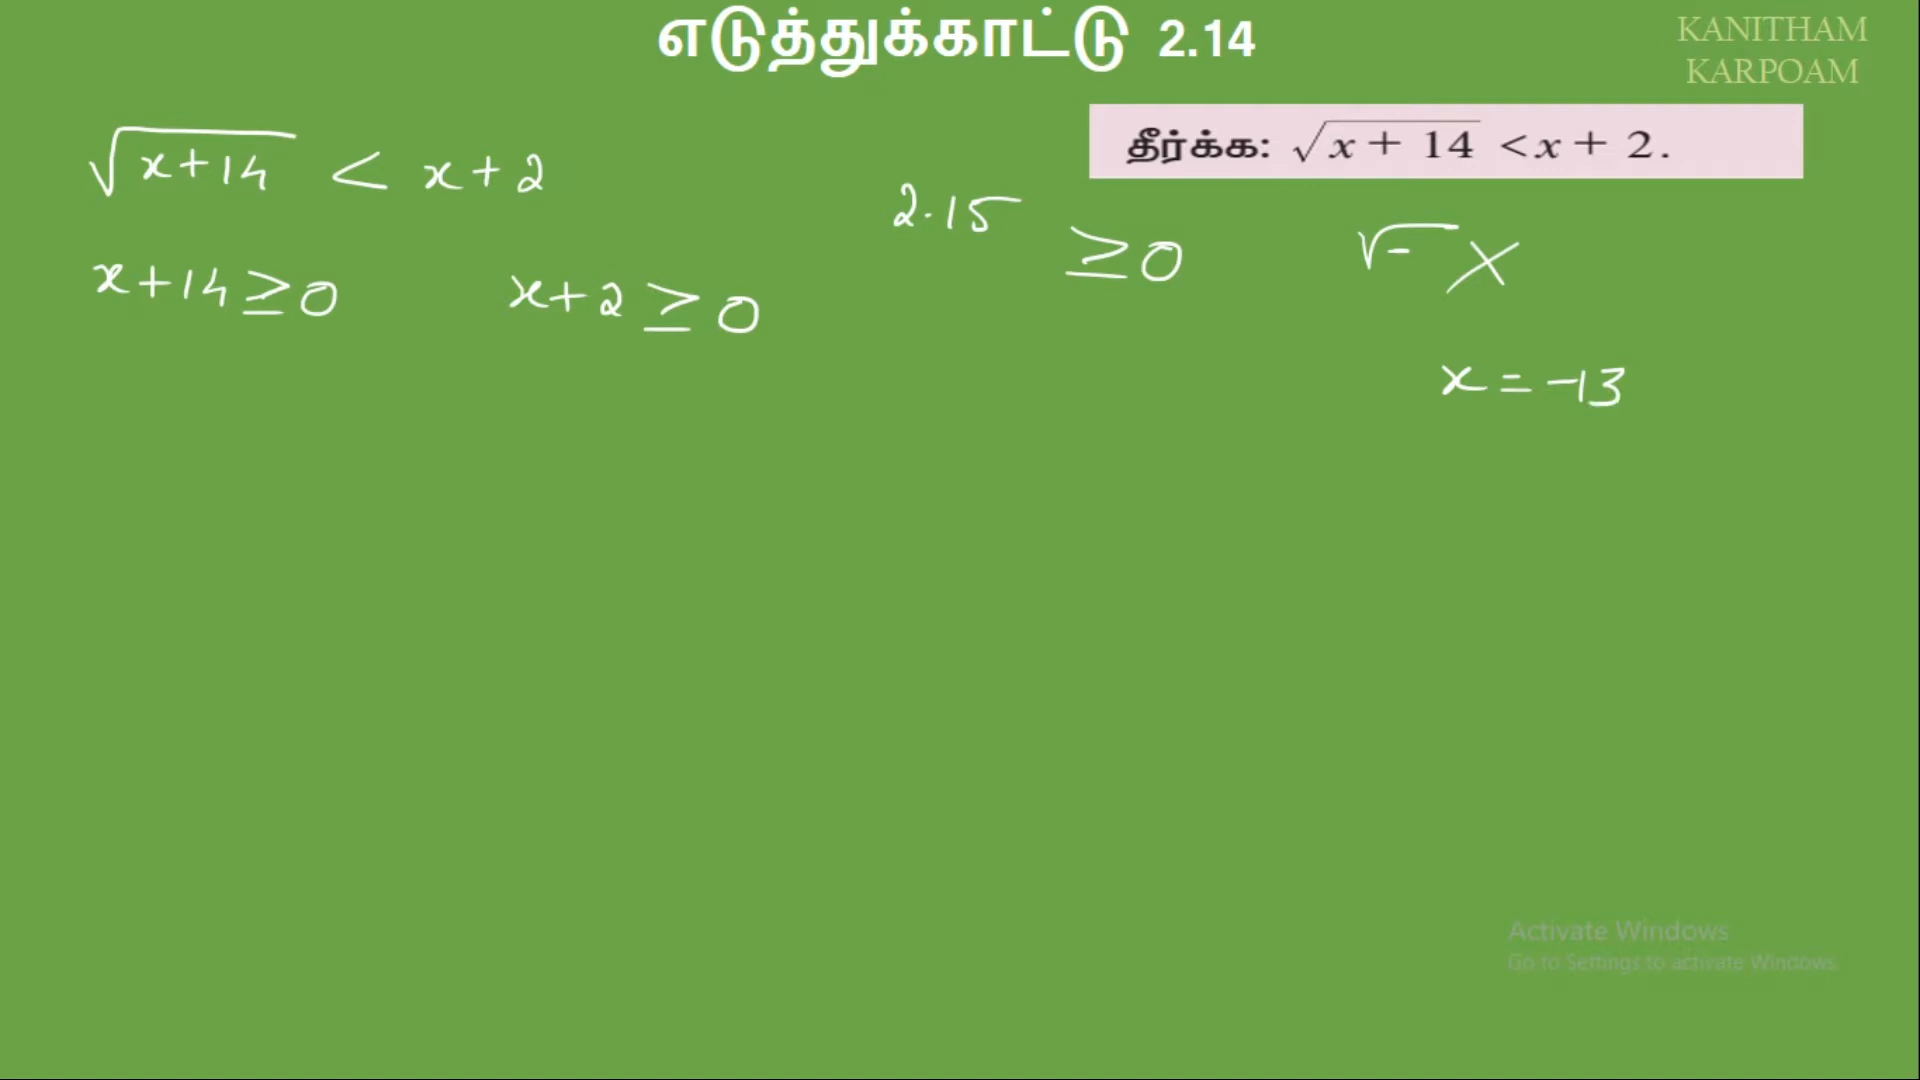 எடுத்துக்காட்டு 2.14
KANITHAM
KARPOAM
தீர்க்க: √x + 14 < x + 2.
√x+14 < x+2
2.15
≥0
√- X
x+14≥0
x+2≥0
x = -13
Activate Windows
Go to Settings to activate Windows